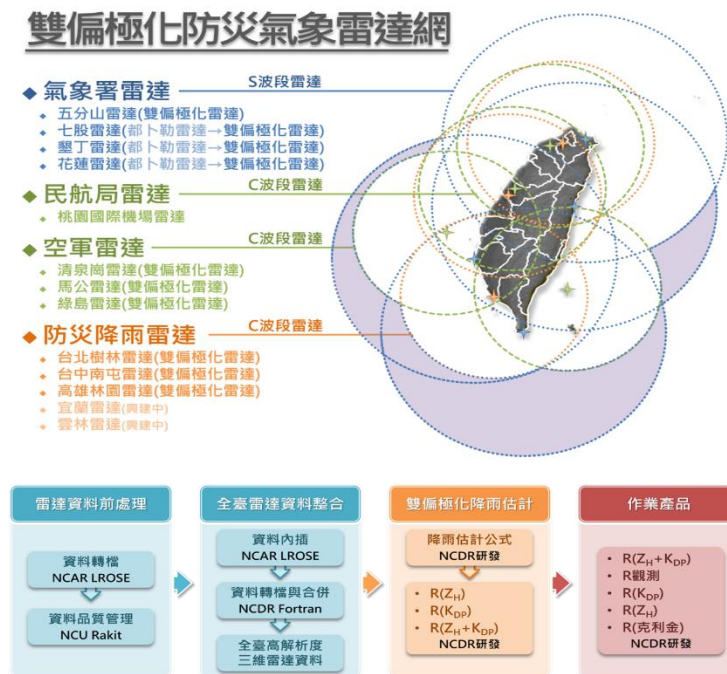 雙偏極化防災氣象雷達網
氣象署雷達
S波段雷達
五分山雷達(雙偏極化雷達)
七股雷達(都卜勒雷達→雙偏極化雷達)
墾丁雷達(都卜勒雷達→雙偏極化雷達)
花蓮雷達(都卜勒雷達→雙偏極化雷達)
民航局雷達
C波段雷達
桃園國際機場雷達
空軍雷達
C波段雷達
清泉崗雷達(雙偏極化雷達)
馬公雷達(雙偏極化雷達)
綠島雷達(雙偏極化雷達)
防災降雨雷達
C波段雷達
台北樹林雷達(雙偏極化雷達)
台中南屯雷達(雙偏極化雷達)
高雄林園雷達(雙偏極化雷達)
宜蘭雷達(興建中)
雲林雷達(興建中)
雷達資料前處理
資料轉檔
NCAR LROSE
資料品質管理
NCU Rakit
全臺雷達資料整合
資料內插
NCAR LROSE
資料轉檔與合併
NCDR Fortran
全臺高解析度
三維雷達資料
雙偏極化降雨估計
降雨估計公式
NCDR研發
R(Z_H)
R(K_DP)
R(Z_H+K_DP)
NCDR研發
作業產品
R(Z_H+K_DP)
R觀測
R(K_DP)
R(Z_H)
R(克利金)
NCDR研發